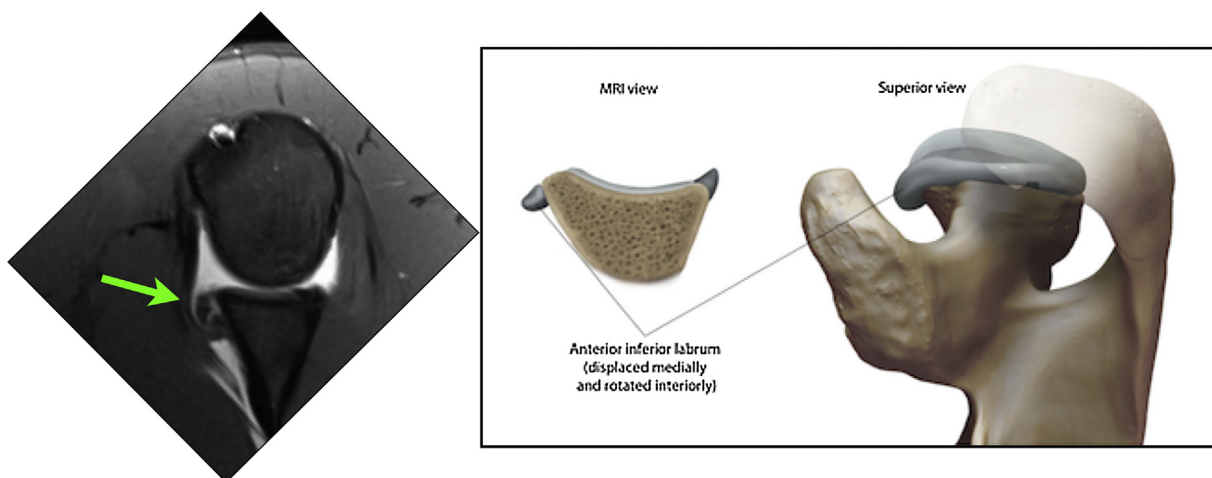 MRI view
Superior view
Anterior inferior labrum
(displaced medially
and rotated interiorly)